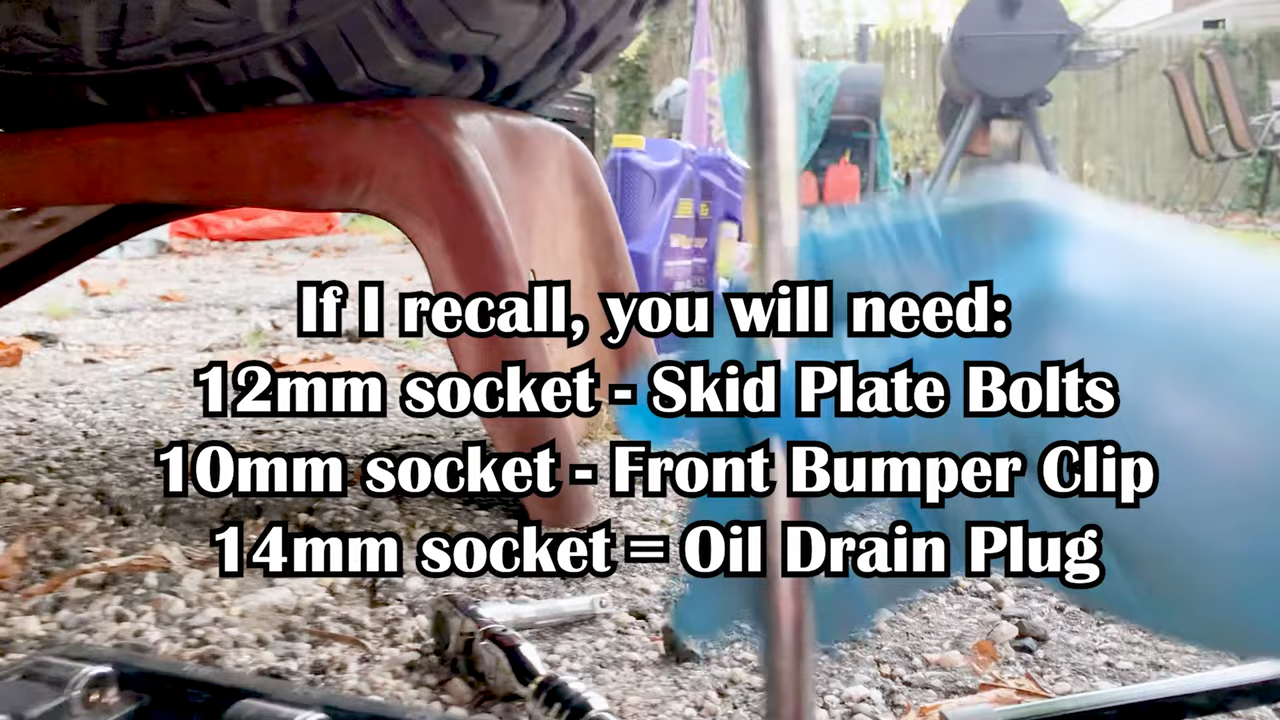 If I recall, you will need:
12mm socket - Skid Plate Bolts
10mm socket - Front Bumper Clip
14mm socket = Oil Drain Plug